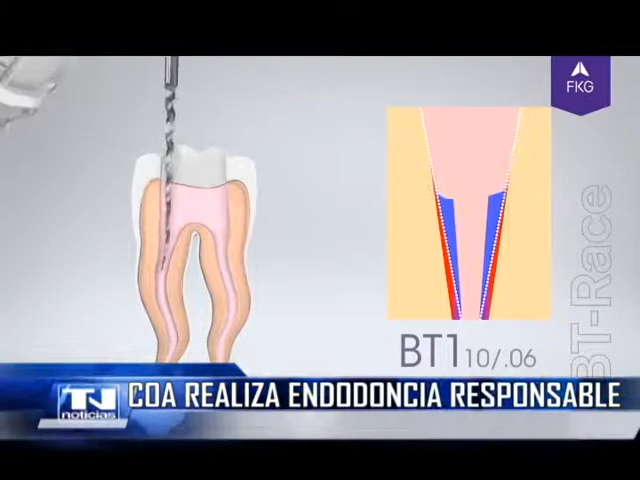 FKG
BT-Race
BT1 10/.06
TN
noticias
COA REALIZA ENDODONCIA RESPONSABLE